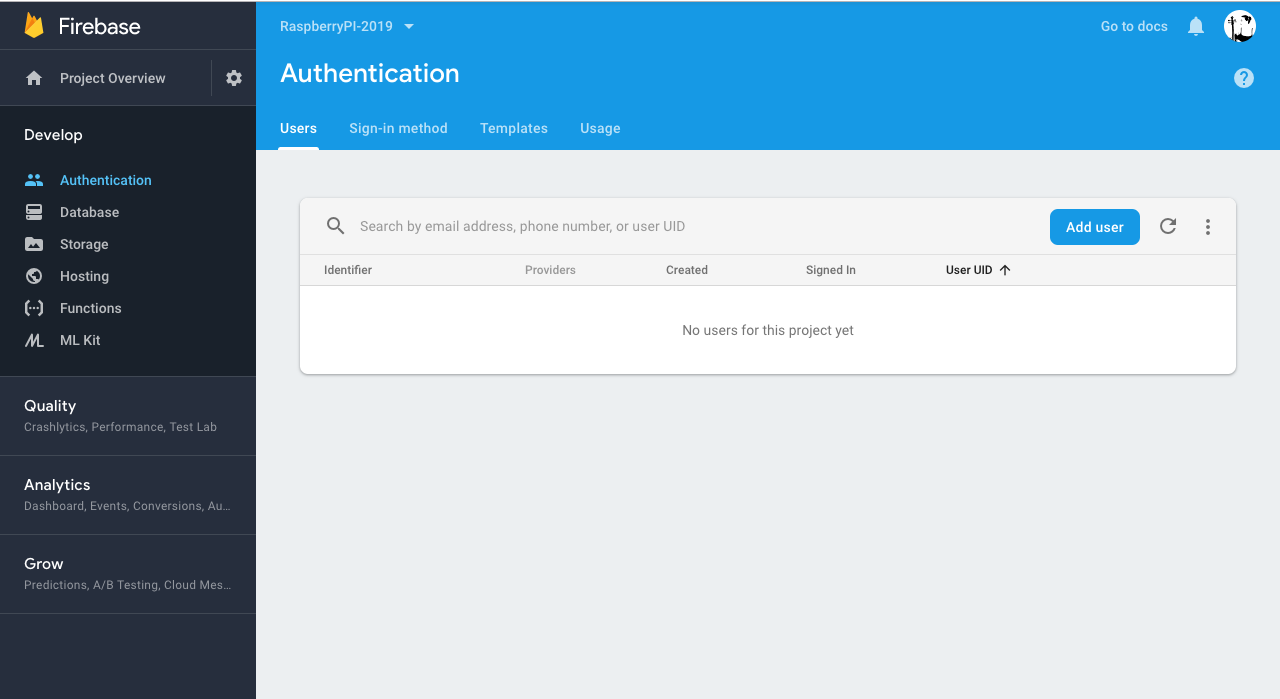 Firebase
Project Overview
Develop
Authentication
Database
Storage
Hosting
Functions
ML Kit
Quality
Crashlytics, Performance, Test Lab
Analytics
Dashboard, Events, Conversions, Au...
Grow
Predictions, A/B Testing, Cloud Mes...
RaspberryPI-2019
Go to docs
Authentication
Users Sign-in method Templates Usage
Search by email address, phone number, or user UID Add user
Identifier Providers Created Signed In User UID
No users for this project yet